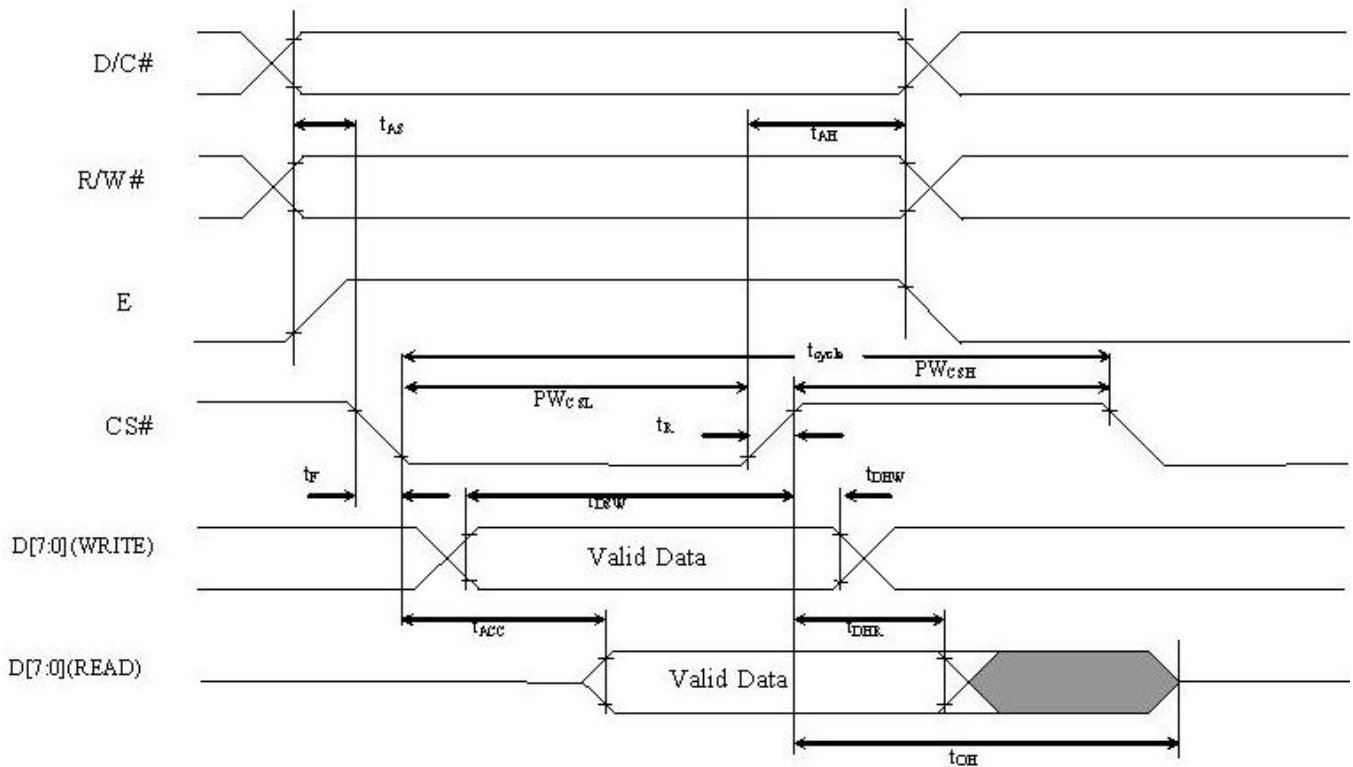 D/C#
tAS
tAH
R/W#
E
tcycle
PWCSL
PWCSH
CS#
tR
tF
tDSW
tDHW
D[7:0](WRITE)
Valid Data
tACC
tDHR
D[7:0](READ)
Valid Data
tOH